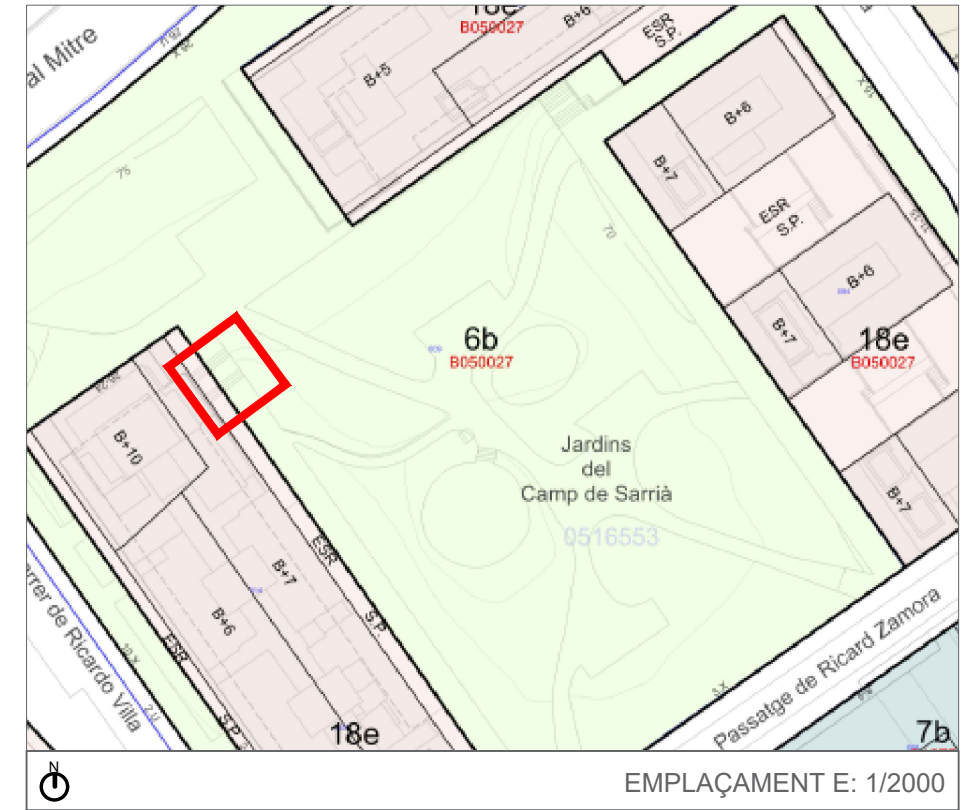 al Mitre
18e
B050027
B+6
ESR
S.P.
B+5
B+6
75
B+7
ESR
S.P.
70
B+6
6b
B050027
B+7
18e
B050027
B+10
Jardins
del
Camp de Sarrià
0516553
B+7
ESR
B+7
B+6
S.P.
ESR
rrer de Ricardo Villa
S.P.
18e
Passatge de Ricard Zamora
7b
N
EMPLAÇAMENT E: 1/2000